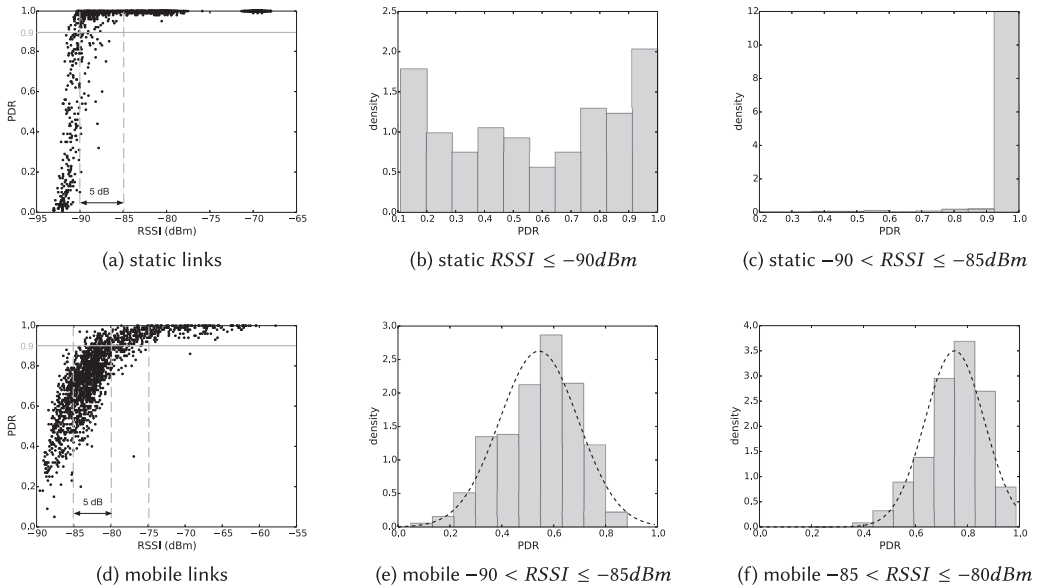 1.0
0.9
0.8
0.6
0.4
0.2
0.0
PDR
5 dB
−95 −90 −85 −80 −75 −70 −65
RSSI (dBm)
(a) static links
2.5
2.0
1.5
1.0
0.5
0.0
density
0.1 0.2 0.3 0.4 0.5 0.6 0.7 0.8 0.9 1.0
PDR
(b) static RSSI ≤ −90dBm
12
10
8
6
4
2
0
density
0.2 0.3 0.4 0.5 0.6 0.7 0.8 0.9 1.0
PDR
(c) static −90 < RSSI ≤ −85dBm
1.0
0.9
0.8
0.6
0.4
0.2
0.0
PDR
5 dB
−90 −85 −80 −75 −70 −65 −60 −55
RSSI (dBm)
(d) mobile links
3.0
2.5
2.0
1.5
1.0
0.5
0.0
density
0.0 0.2 0.4 0.6 0.8 1.0
PDR
(e) mobile −90 < RSSI ≤ −85dBm
4.0
3.5
3.0
2.5
2.0
1.5
1.0
0.5
0.0
density
0.0 0.2 0.4 0.6 0.8 1.0
PDR
(f) mobile −85 < RSSI ≤ −80dBm